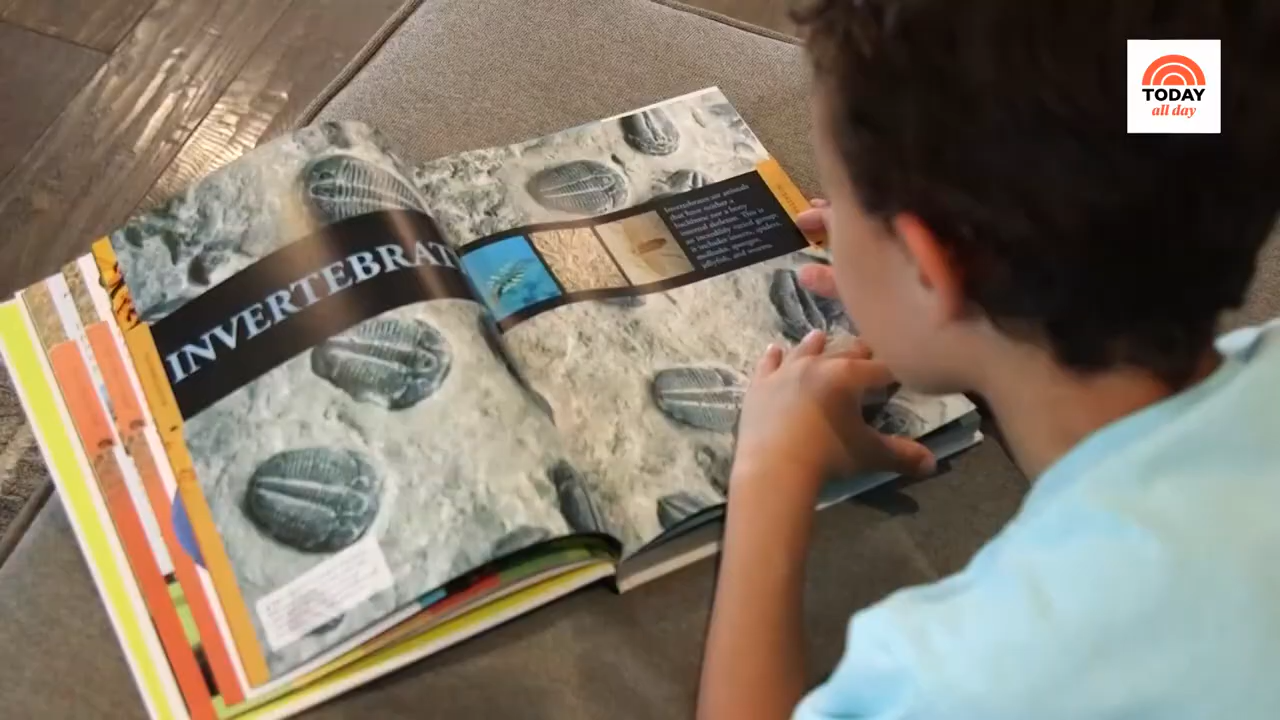 TODAY
all day
INVERTEBRAT
Invertebrates are animals
that have neither a
backbone nor a bony
internal skeleton. This is
an incredibly varied group;
it includes insects, spiders,
mollusks, sponges,
jellyfish, and worms.